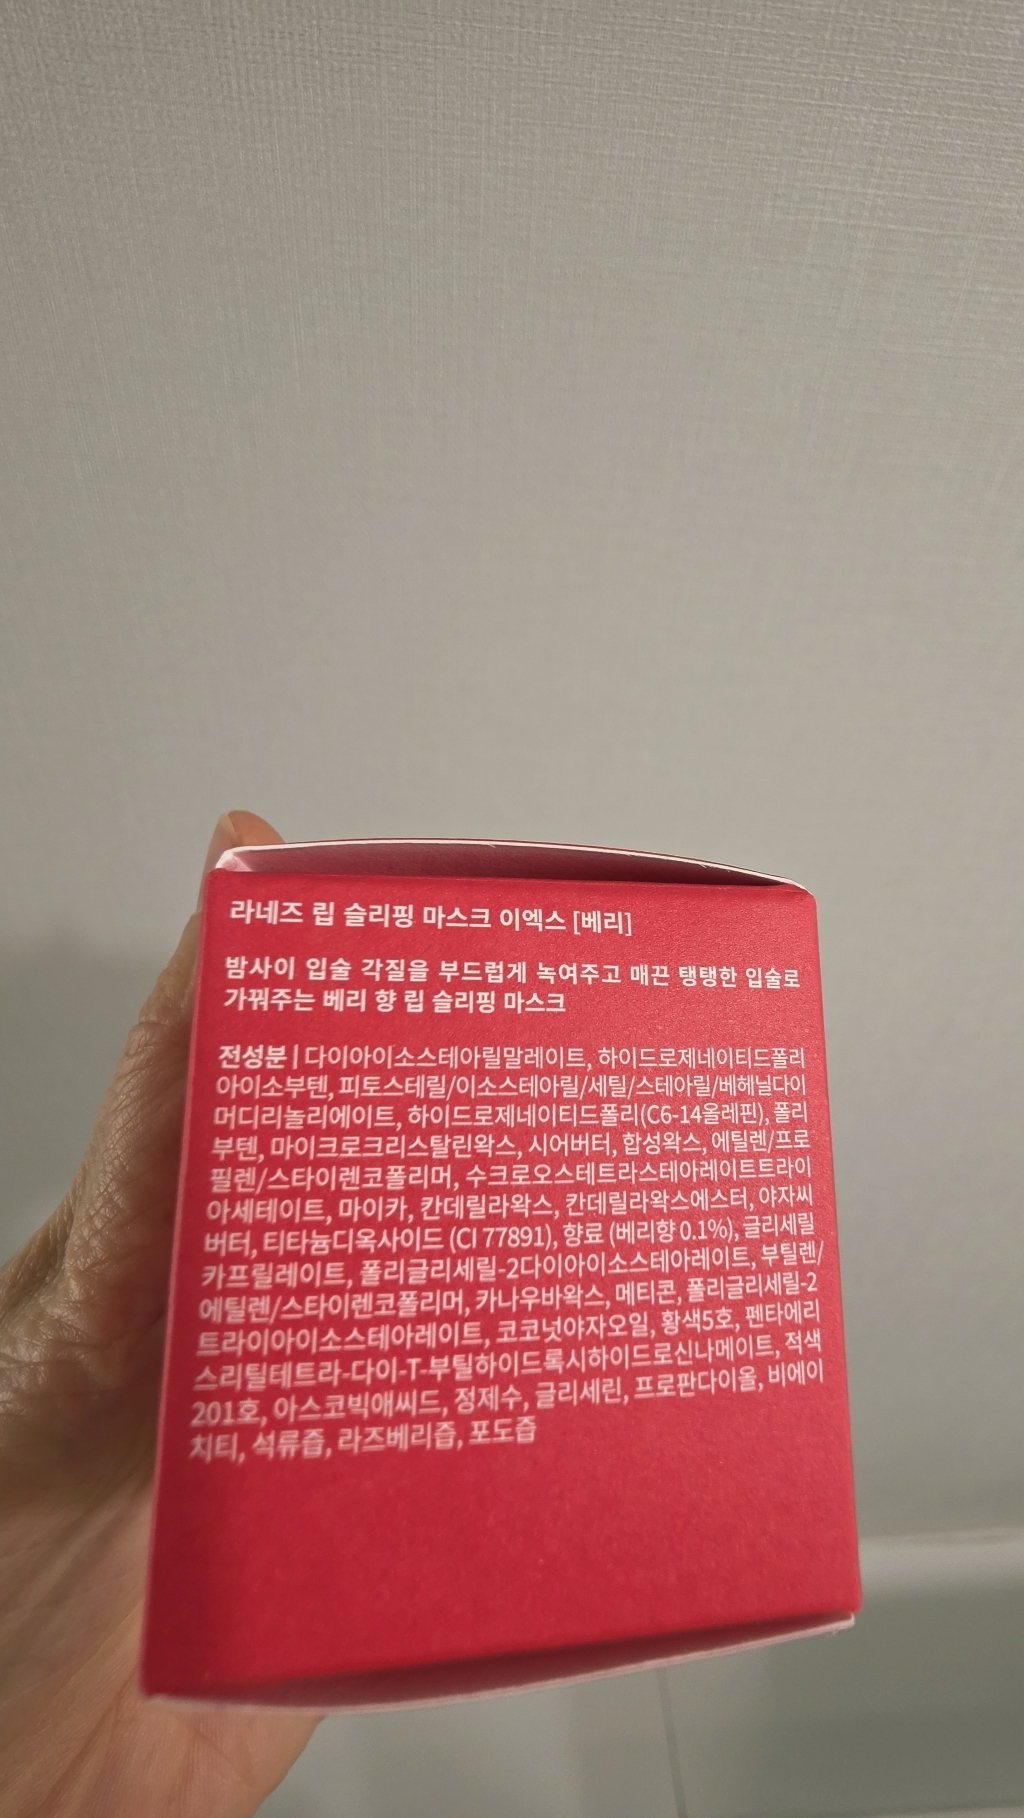 라네즈 립 슬리핑 마스크 이엑스 [베리]
밤사이 입술 각질을 부드럽게 녹여주고 매끈 탱탱한 입술로
가꿔주는 베리 향 립 슬리핑 마스크
전성분 | 다이아이소스테아릴말레이트, 하이드로제네이티드폴리
아이소부텐, 피토스테릴/이소스테아릴/세틸/스테아릴/베헤닐다이
머디리놀리에이트, 하이드로제네이티드폴리(C6-14올레핀), 폴리
부텐, 마이크로크리스탈린왁스, 시어버터, 합성왁스, 에틸렌/프로
필렌/스타이렌코폴리머, 수크로오스테트라스테아레이트트라이
아세테이트, 마이카, 칸데릴라왁스, 칸데릴라왁스에스터, 야자씨
버터, 티타늄디옥사이드 (CI 77891), 향료 (베리향 0.1%), 글리세릴
카프릴레이트, 폴리글리세릴-2다이아이소스테아레이트, 부틸렌/
에틸렌/스타이렌코폴리머, 카나우바왁스, 메티콘, 폴리글리세릴-2
트라이아이소스테아레이트, 코코넛야자오일, 황색5호, 펜타에리
스리틸테트라-다이-T-부틸하이드록시하이드로신나메이트, 적색
201호, 아스코빅애씨드, 정제수, 글리세린, 프로판다이올, 비에이
치티, 석류즙, 라즈베리즙, 포도즙